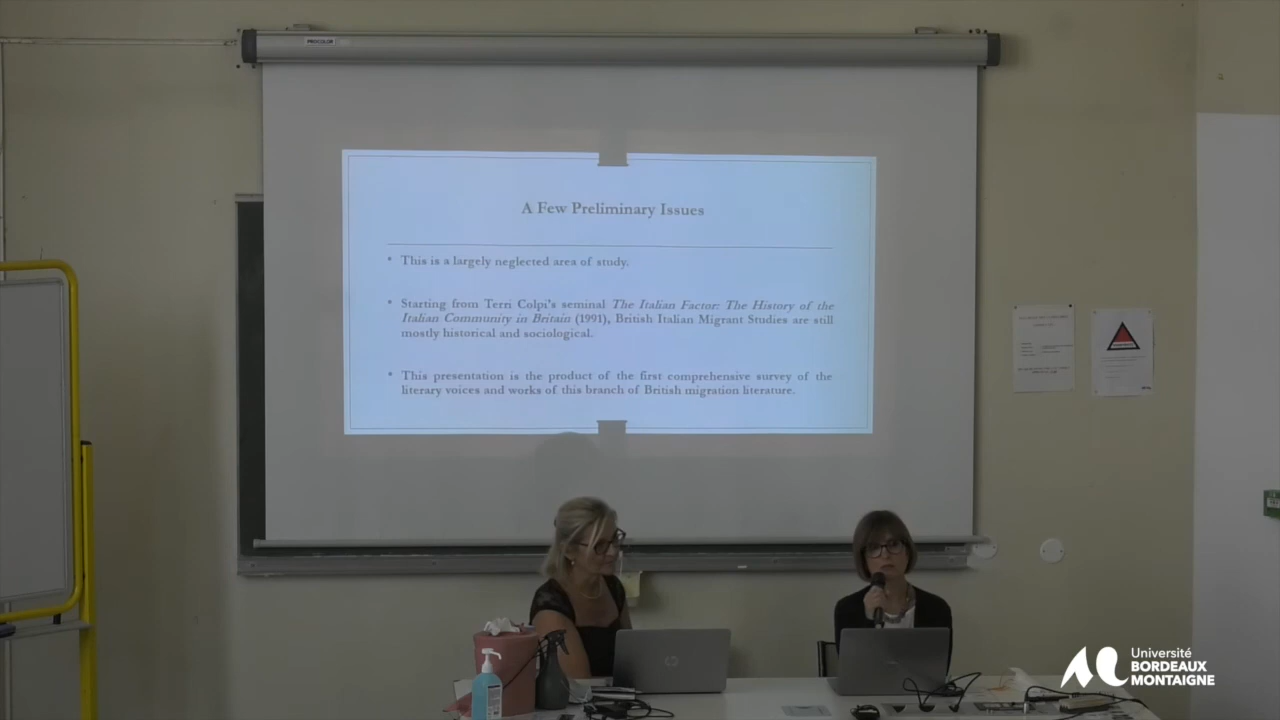 PROCOLOR
A Few Preliminary Issues
• This is a largely neglected area of study.
• Starting from Terri Colpi's seminal The Italian Factor: The History of the
Italian Community in Britain (1991), British Italian Migrant Studies are still
mostly historical and sociological.
• This presentation is the product of the first comprehensive survey of the
literary voices and works of this branch of British migration literature.
hp
Université
BORDEAUX
MONTAIGNE